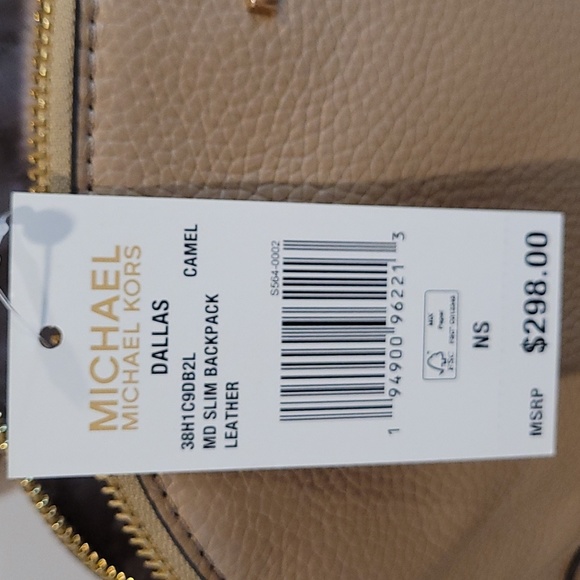 MICHAEL
MICHAEL KORS
DALLAS
38H1C9DB2L CAMEL
MD SLIM BACKPACK
LEATHER
S564-0002
1 94900 96221 3
NS
MSRP $298.00